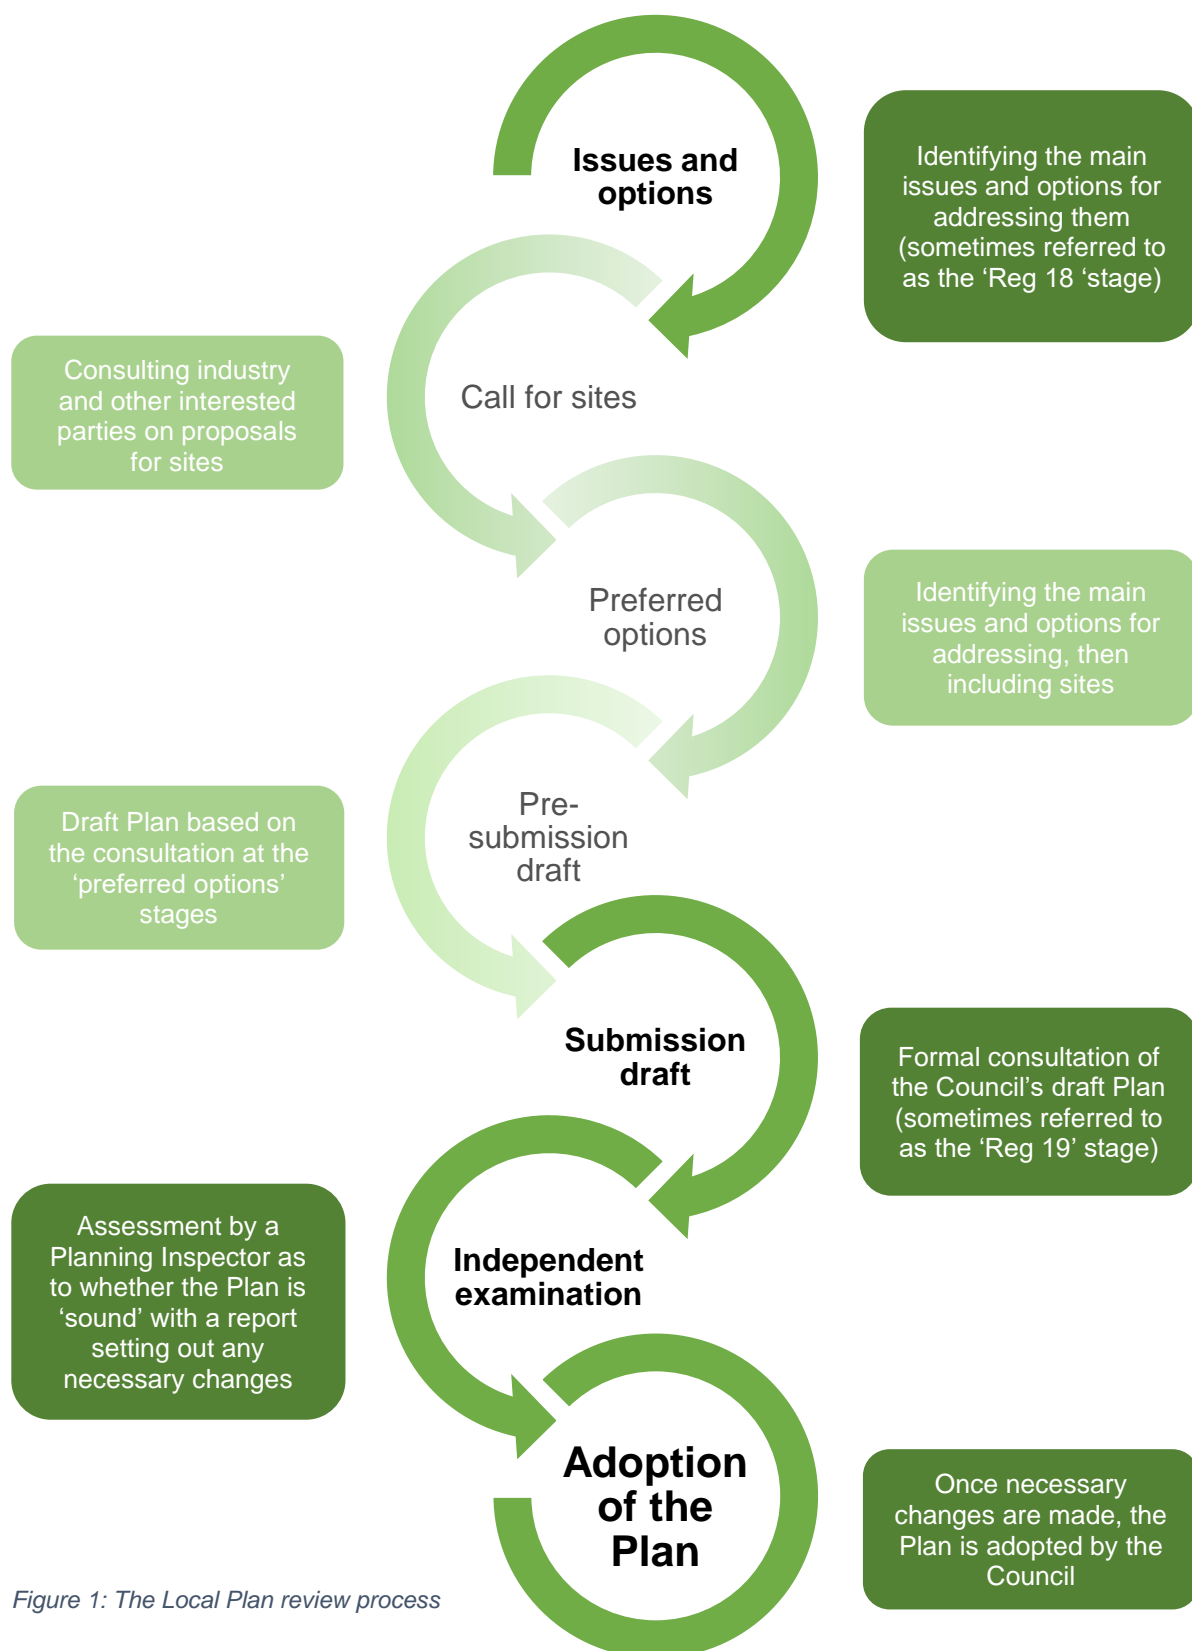 Issues and
options
Identifying the main
issues and options for
addressing them
(sometimes referred to
as the ‘Reg 18 ‘stage)
Call for sites
Consulting industry
and other interested
parties on proposals
for sites
Preferred
options
Identifying the main
issues and options for
addressing, then
including sites
Pre-
submission
draft
Draft Plan based on
the consultation at the
‘preferred options’
stages
Submission
draft
Formal consultation of
the Council’s draft Plan
(sometimes referred to
as the ‘Reg 19’ stage)
Independent
examination
Assessment by a
Planning Inspector as
to whether the Plan is
‘sound’ with a report
setting out any
necessary changes
Adoption
of the
Plan
Once necessary
changes are made, the
Plan is adopted by the
Council
Figure 1: The Local Plan review process